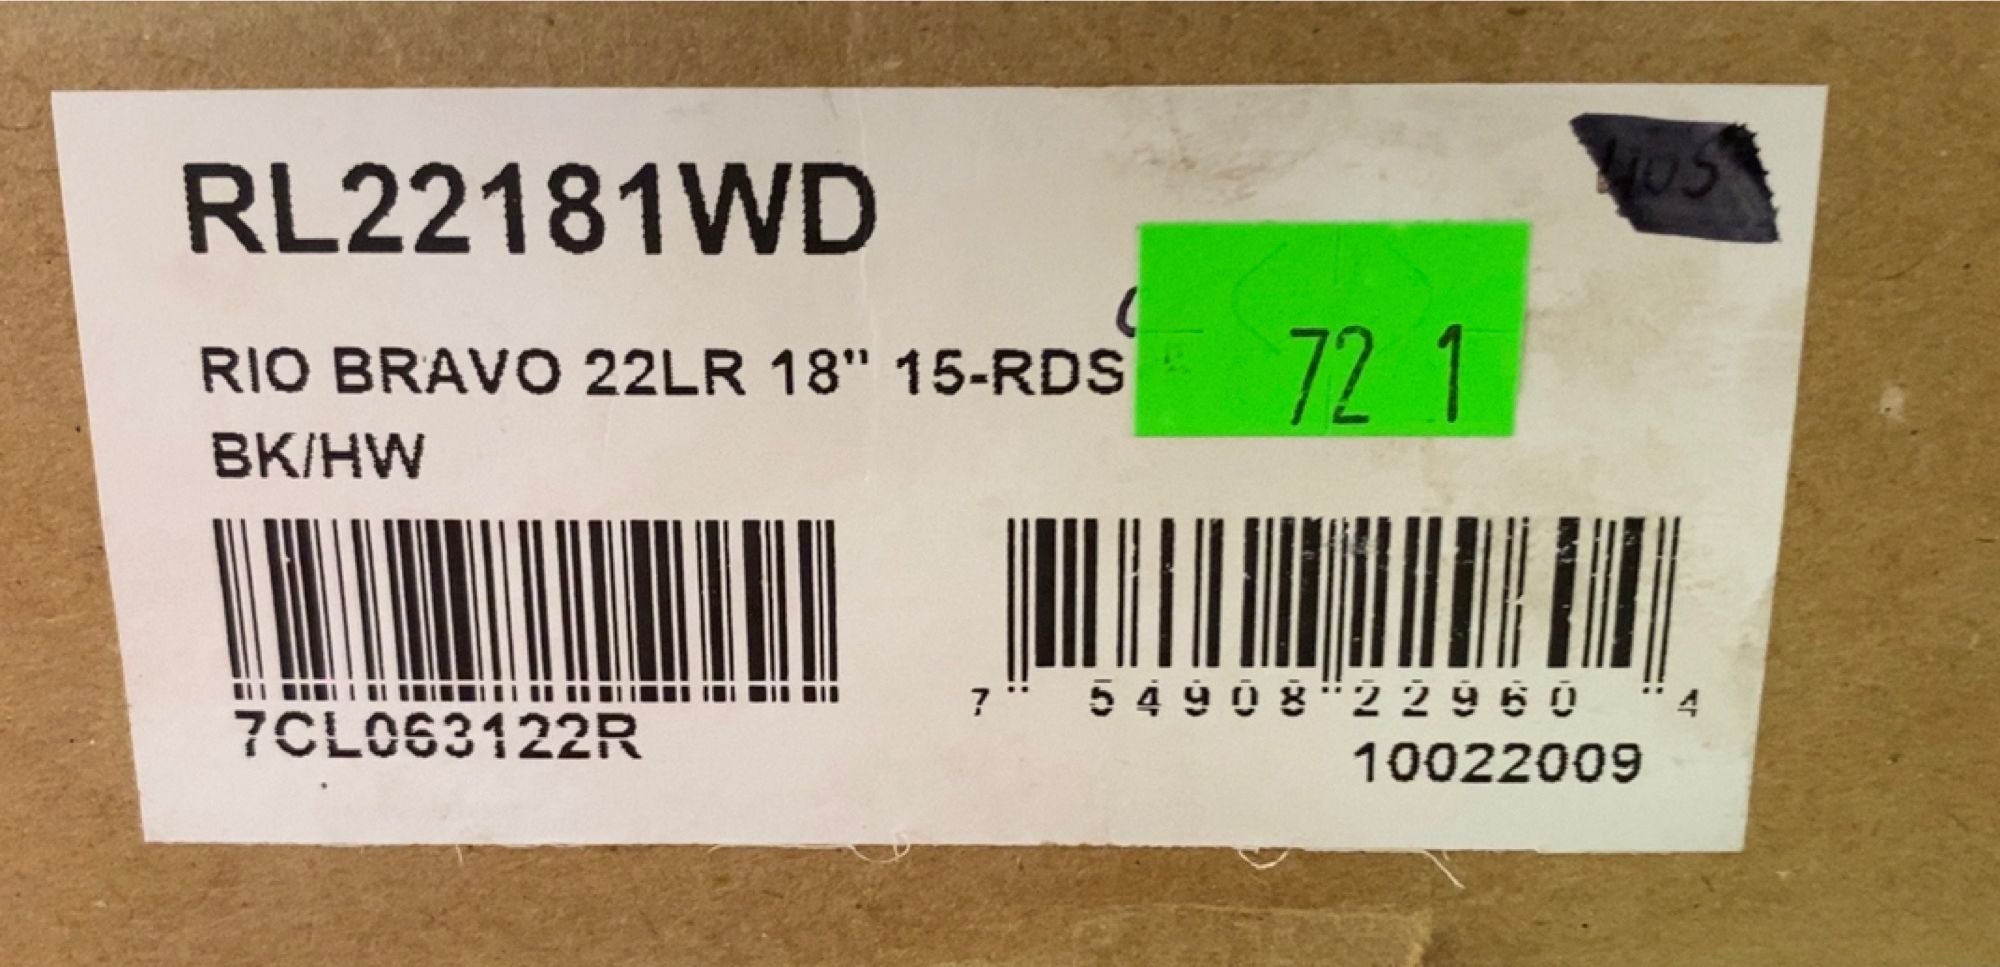 RL22181WD
RIO BRAVO 22LR 18" 15-RDS
72 1
BK/HW
7CL063122R
7 54908 22960 4
10022009